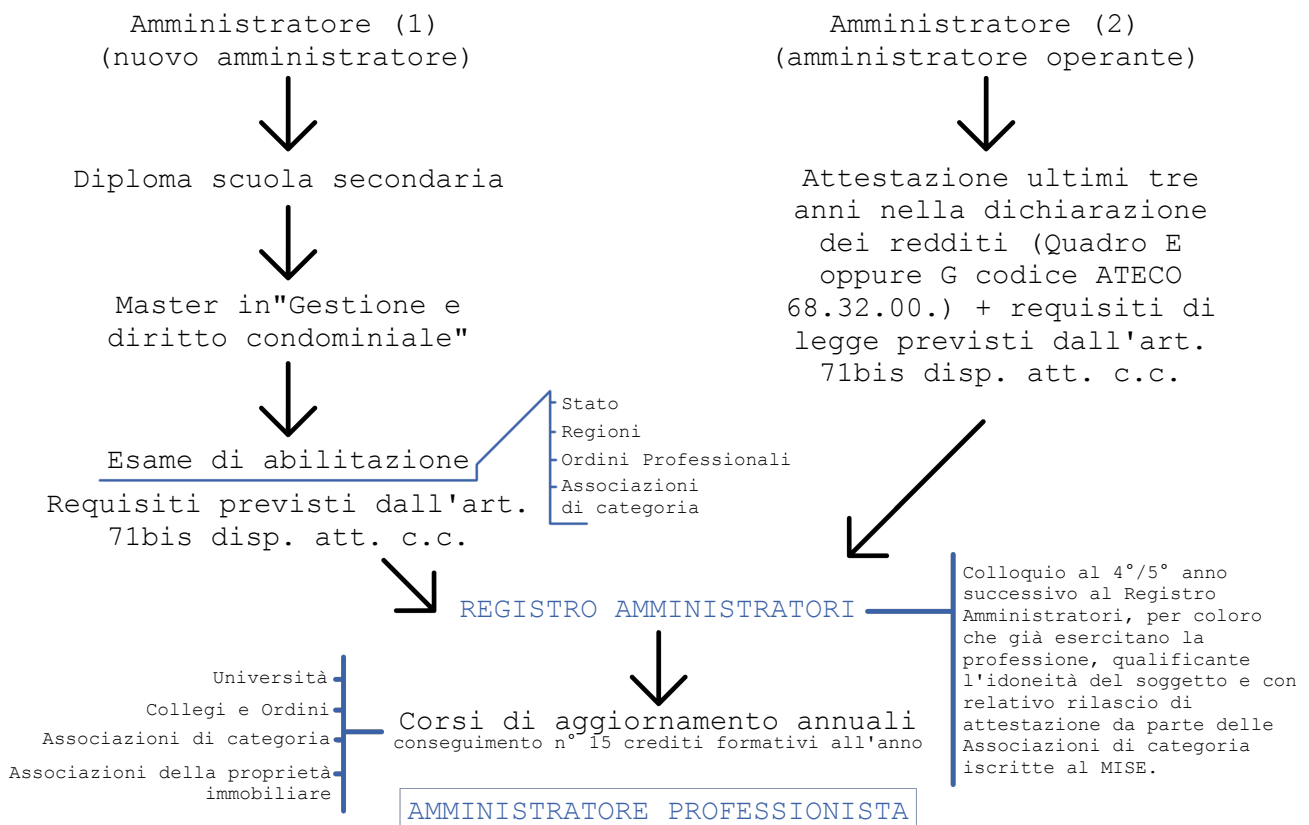 Amministratore (1)
(nuovo amministratore)
Diploma scuola secondaria
Master in"Gestione e
diritto condominiale"
Esame di abilitazione
Stato
Regioni
Ordini Professionali
Associazioni
di categoria
Requisiti previsti dall'art.
71bis disp. att. c.c.
Amministratore (2)
(amministratore operante)
Attestazione ultimi tre
anni nella dichiarazione
dei redditi (Quadro E
oppure G codice ATECO
68.32.00.) + requisiti di
legge previsti dall'art.
71bis disp. att. c.c.
REGISTRO AMMINISTRATORI
Colloquio al 4°/5° anno
successivo al Registro
Amministratori, per coloro
che già esercitano la
professione, qualificante
l'idoneità del soggetto e con
relativo rilascio di
attestazione da parte delle
Associazioni di categoria
iscritte al MISE.
Università
Collegi e Ordini
Associazioni di categoria
Associazioni della proprietà
immobiliare
Corsi di aggiornamento annuali
conseguimento n° 15 crediti formativi all'anno
AMMINISTRATORE PROFESSIONISTA